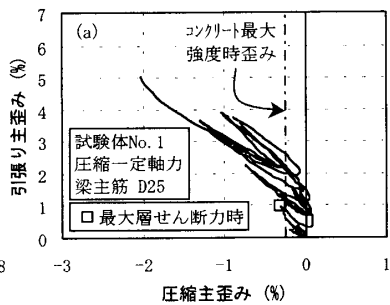 (a)
コンクリート最大
強度時歪み
試験体No.1
圧縮一定軸力
梁主筋 D25
□ 最大層せん断力時
引張り主歪み (%)
7
6
5
4
3
2
1
0
8
-3
-2
-1
0
1
圧縮主歪み (%)